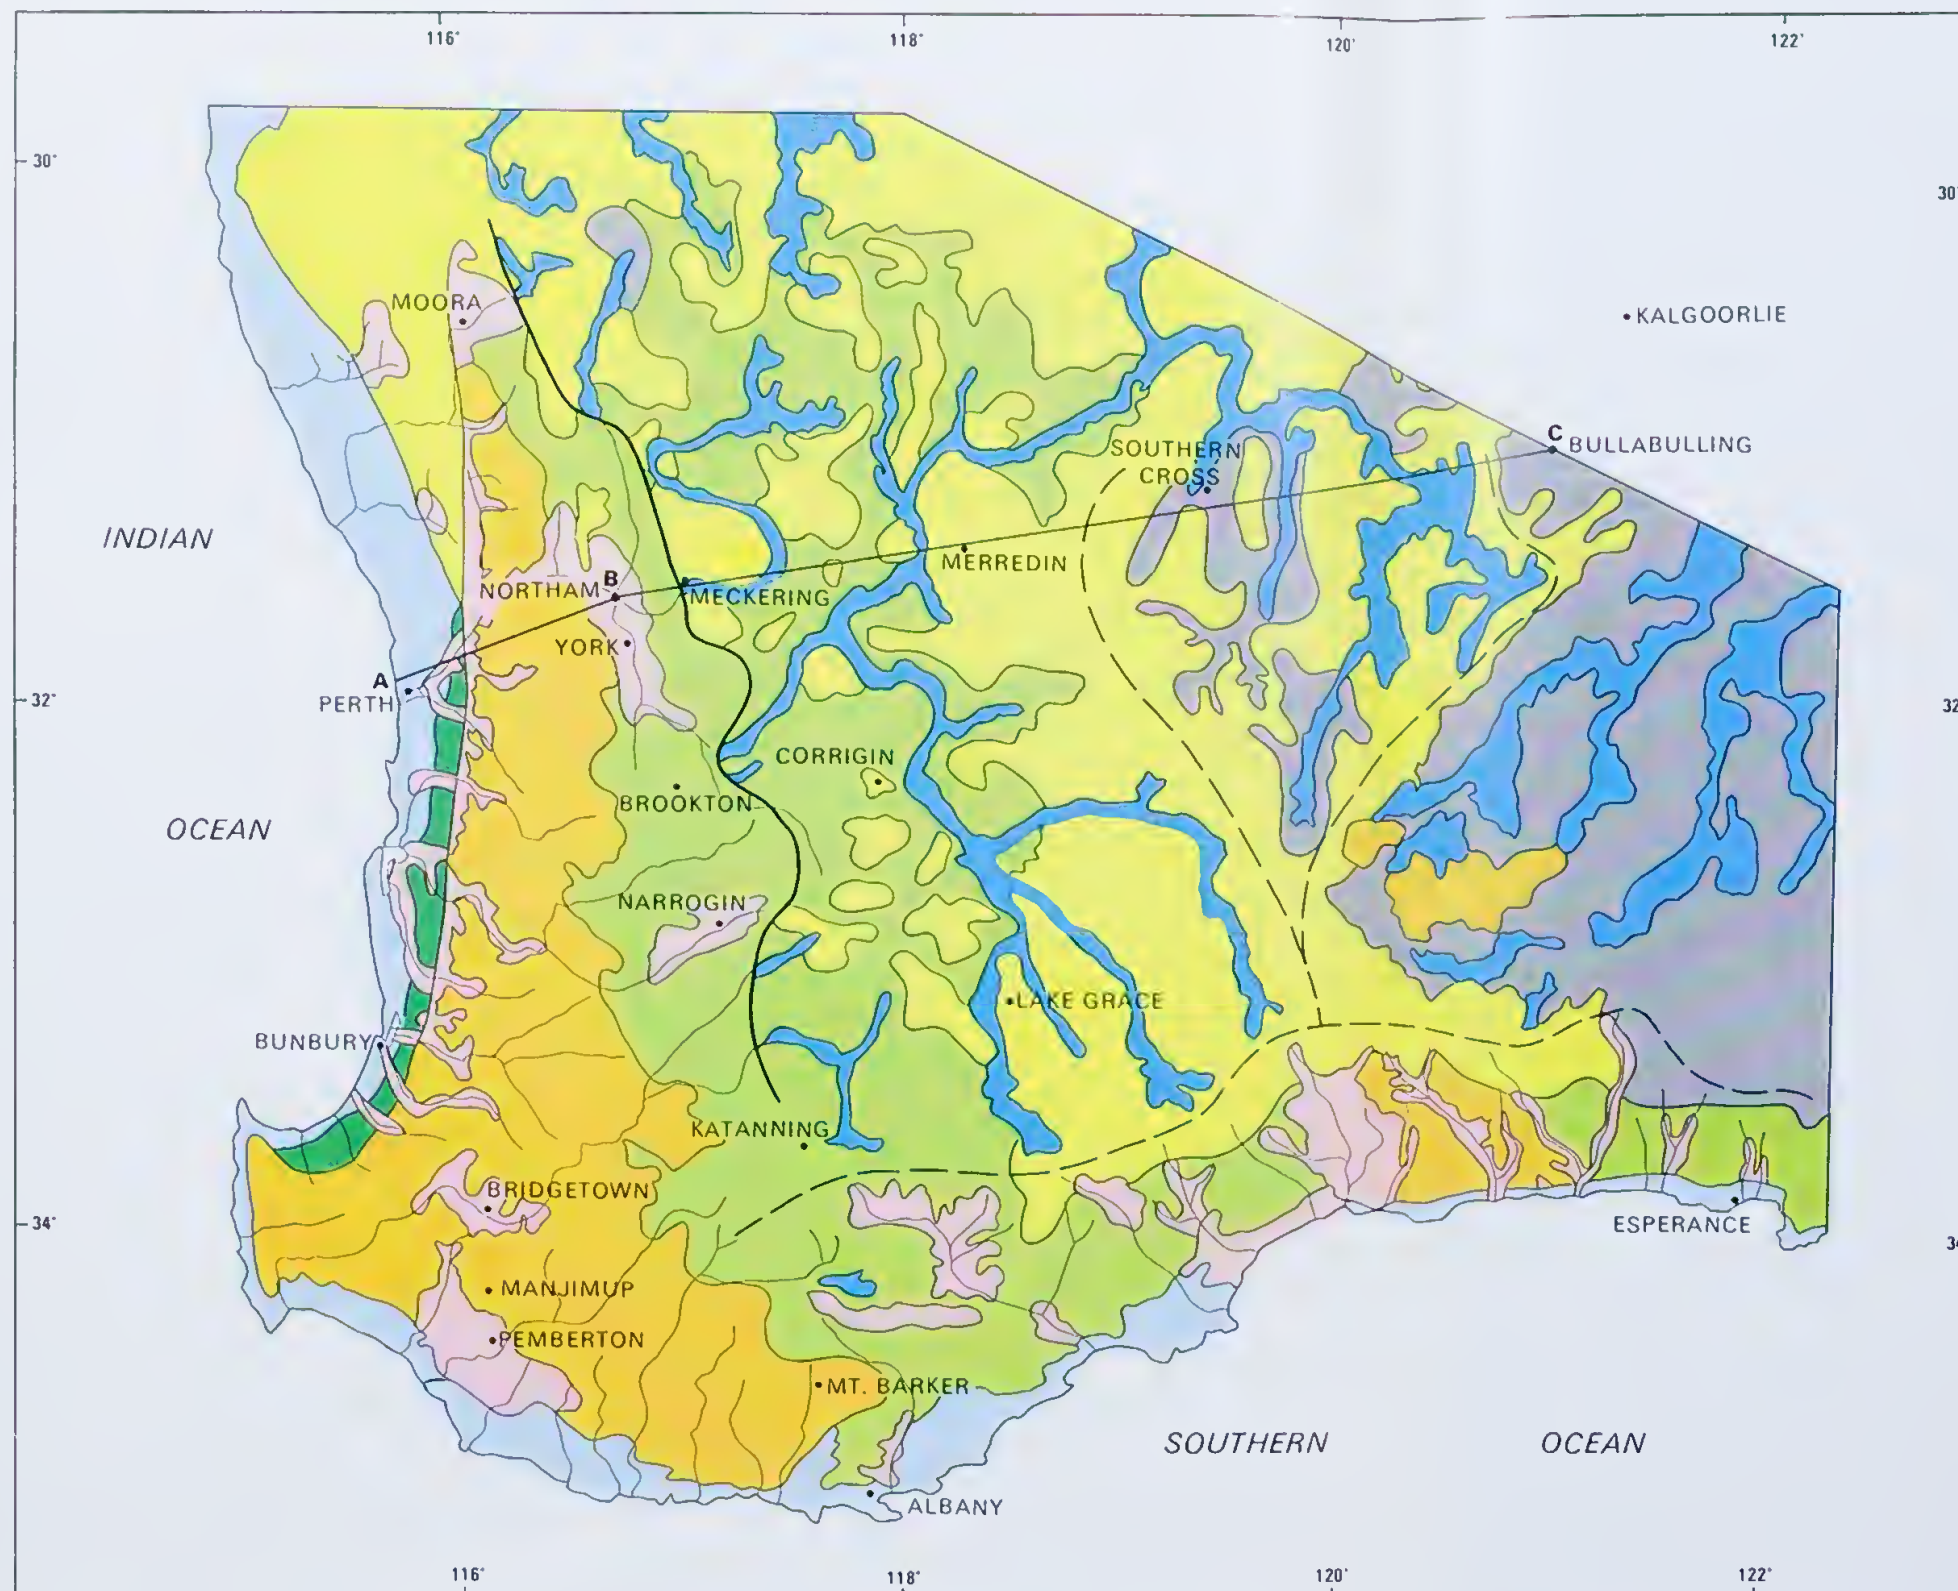 116°
118°
120'
122'
30°
30'
MOORA
KALGOORLIE
SOUTHERN
CROSS
C
BULLABULLING
INDIAN
MERREDIN
NORTHAM
B
MECKERING
YORK
A
PERTH
32°
32
CORRIGIN
BROOKTON
OCEAN
NARROGIN
LAKE GRACE
BUNBURY
KATANNING
BRIDGETOWN
34°
34
ESPERANCE
MANJIMUP
PEMBERTON
MT. BARKER
SOUTHERN
OCEAN
ALBANY
116°
118°
120'
122'